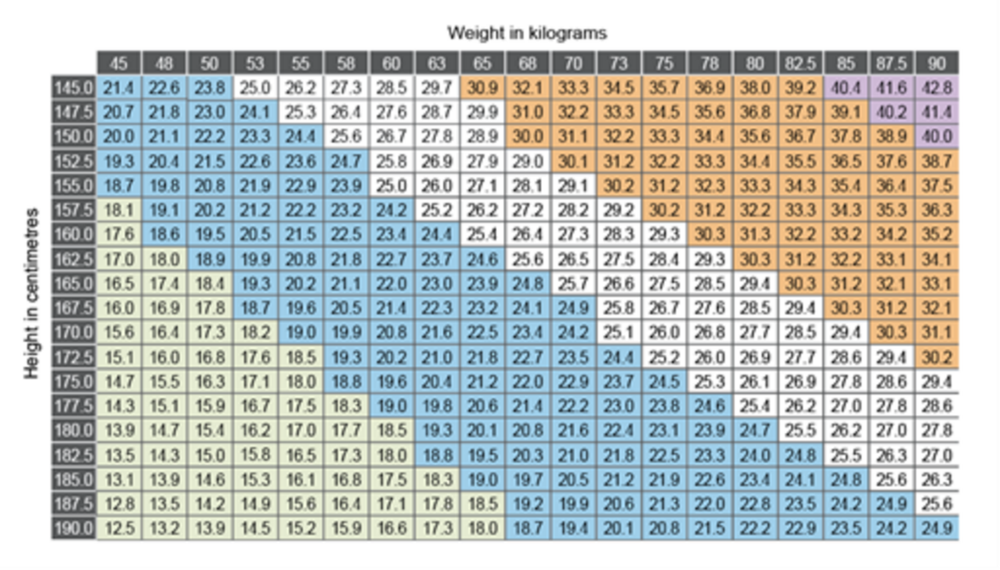 Weight in kilograms
45 48 50 53 55 58 60 63 65 68 70 73 75 78 80 82.5 85 87.5 90
145.0 21.4 22.6 23.8 25.0 26.2 27.3 28.5 29.7 30.9 32.1 33.3 34.5 35.7 36.9 38.0 39.2 40.4 41.6 42.8
147.5 20.7 21.8 23.0 24.1 25.3 26.4 27.6 28.7 29.9 31.0 32.2 33.3 34.5 35.6 36.8 37.9 39.1 40.2 41.4
150.0 20.0 21.1 22.2 23.3 24.4 25.6 26.7 27.8 28.9 30.0 31.1 32.2 33.3 34.4 35.6 36.7 37.8 38.9 40.0
152.5 19.3 20.4 21.5 22.6 23.6 24.7 25.8 26.9 27.9 29.0 30.1 31.2 32.2 33.3 34.4 35.5 36.5 37.6 38.7
155.0 18.7 19.8 20.8 21.9 22.9 23.9 25.0 26.0 27.1 28.1 29.1 30.2 31.2 32.3 33.3 34.3 35.4 36.4 37.5
157.5 18.1 19.1 20.2 21.2 22.2 23.2 24.2 25.2 26.2 27.2 28.2 29.2 30.2 31.2 32.2 33.3 34.3 35.3 36.3
160.0 17.6 18.6 19.5 20.5 21.5 22.5 23.4 24.4 25.4 26.4 27.3 28.3 29.3 30.3 31.3 32.2 33.2 34.2 35.2
162.5 17.0 18.0 18.9 19.9 20.8 21.8 22.7 23.7 24.6 25.6 26.5 27.5 28.4 29.3 30.3 31.2 32.2 33.1 34.1
165.0 16.5 17.4 18.4 19.3 20.2 21.1 22.0 23.0 23.9 24.8 25.7 26.6 27.5 28.5 29.4 30.3 31.2 32.1 33.1
167.5 16.0 16.9 17.8 18.7 19.6 20.5 21.4 22.3 23.2 24.1 24.9 25.8 26.7 27.6 28.5 29.4 30.3 31.2 32.1
170.0 15.6 16.4 17.3 18.2 19.0 19.9 20.8 21.6 22.5 23.4 24.2 25.1 26.0 26.8 27.7 28.5 29.4 30.3 31.1
172.5 15.1 16.0 16.8 17.6 18.5 19.3 20.2 21.0 21.8 22.7 23.5 24.4 25.2 26.0 26.9 27.7 28.6 29.4 30.2
175.0 14.7 15.5 16.3 17.1 18.0 18.8 19.6 20.4 21.2 22.0 22.9 23.7 24.5 25.3 26.1 26.9 27.8 28.6 29.4
177.5 14.3 15.1 15.9 16.7 17.5 18.3 19.0 19.8 20.6 21.4 22.2 23.0 23.8 24.6 25.4 26.2 27.0 27.8 28.6
180.0 13.9 14.7 15.4 16.2 17.0 17.7 18.5 19.3 20.1 20.8 21.6 22.4 23.1 23.9 24.7 25.5 26.2 27.0 27.8
182.5 13.5 14.3 15.0 15.8 16.5 17.3 18.0 18.8 19.5 20.3 21.0 21.8 22.5 23.3 24.0 24.8 25.5 26.3 27.0
185.0 13.1 13.9 14.6 15.3 16.1 16.8 17.5 18.3 19.0 19.7 20.5 21.2 21.9 22.6 23.4 24.1 24.8 25.6 26.3
187.5 12.8 13.5 14.2 14.9 15.6 16.4 17.1 17.8 18.5 19.2 19.9 20.6 21.3 22.0 22.8 23.5 24.2 24.9 25.6
190.0 12.5 13.2 13.9 14.5 15.2 15.9 16.6 17.3 18.0 18.7 19.4 20.1 20.8 21.5 22.2 22.9 23.5 24.2 24.9
Height in centimetres